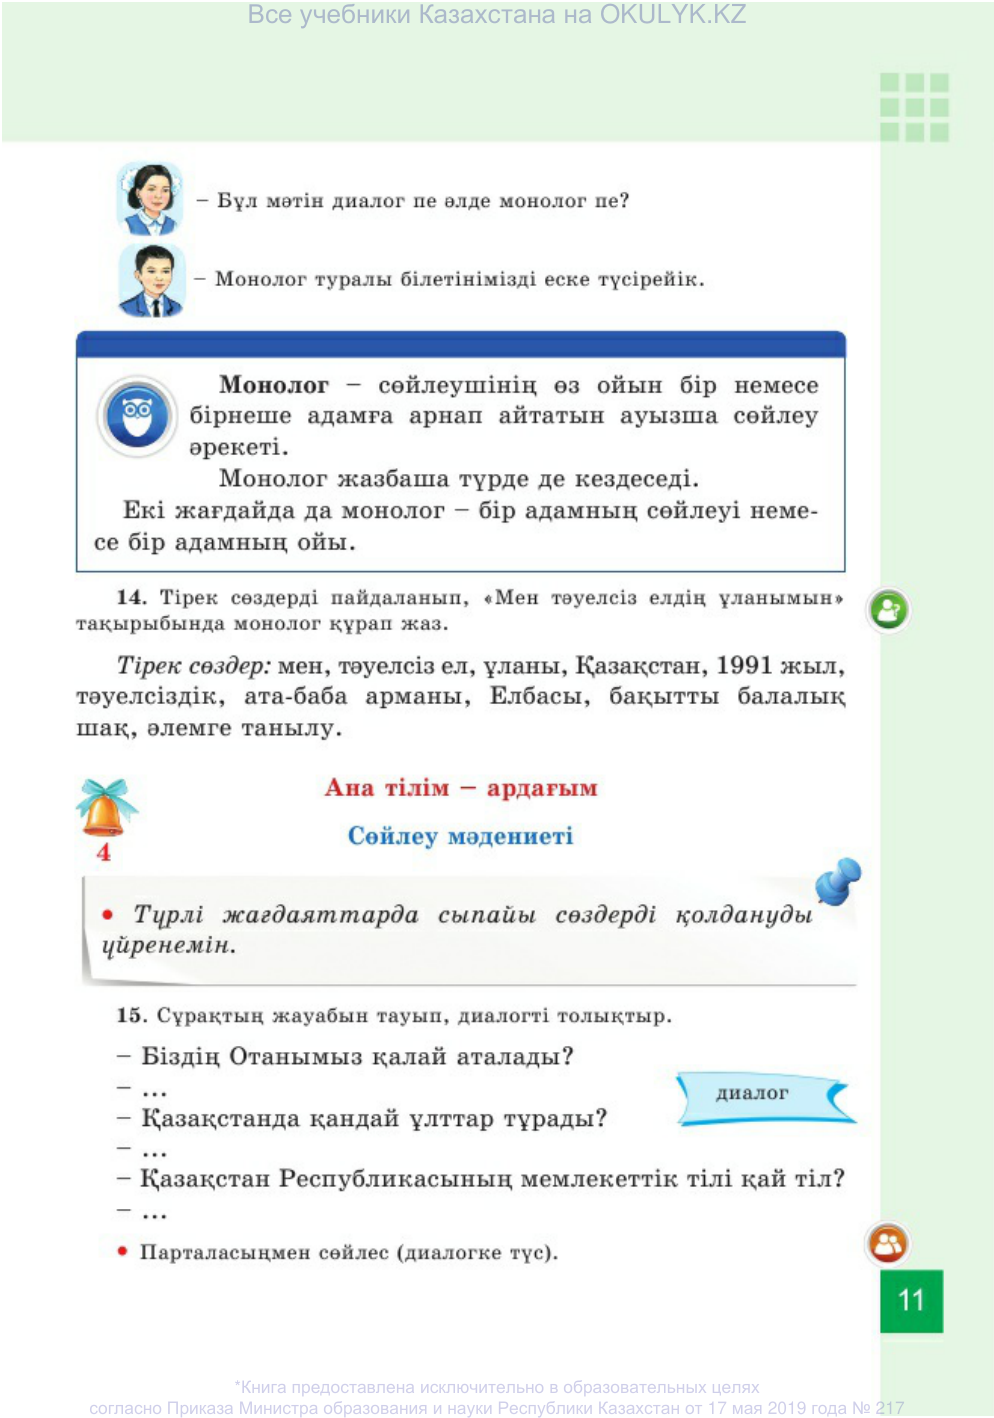 Все учебники Казахстана на OKULYK.KZ
– Бұл мәтін диалог пе әлде монолог пе?
– Монолог туралы білетінімізді еске түсірейік.
Монолог – сөйлеушінің өз ойын бір немесе
бірнеше адамға арнап айтатын ауызша сөйлеу
әрекеті.
Монолог жазбаша түрде де кездеседі.
Екі жағдайда да монолог – бір адамның сөйлеуі неме-
се бір адамның ойы.
14. Тірек сөздерді пайдаланып, «Мен тәуелсіз елдің ұланымын»
тақырыбында монолог құрап жаз.
Тірек сөздер: мен, тәуелсіз ел, ұланы, Қазақстан, 1991 жыл,
тәуелсіздік, ата-баба арманы, Елбасы, бақытты балалық
шақ, әлемге танылу.
Ана тілім – ардағым
Сөйлеу мәдениеті
4
• Түрлі жағдаяттарда сыпайы сөздерді қолдануды
үйренемін.
15. Сұрақтың жауабын тауып, диалогті толықтыр.
– Біздің Отанымыз қалай аталады?
– ...
диалог
– Қазақстанда қандай ұлттар тұрады?
– ...
– Қазақстан Республикасының мемлекеттік тілі қай тіл?
– ...
• Парталасыңмен сөйлес (диалогке түс).
11
*Книга предоставлена исключительно в образовательных целях
согласно Приказа Министра образования и науки Республики Казахстан от 17 мая 2019 года № 217